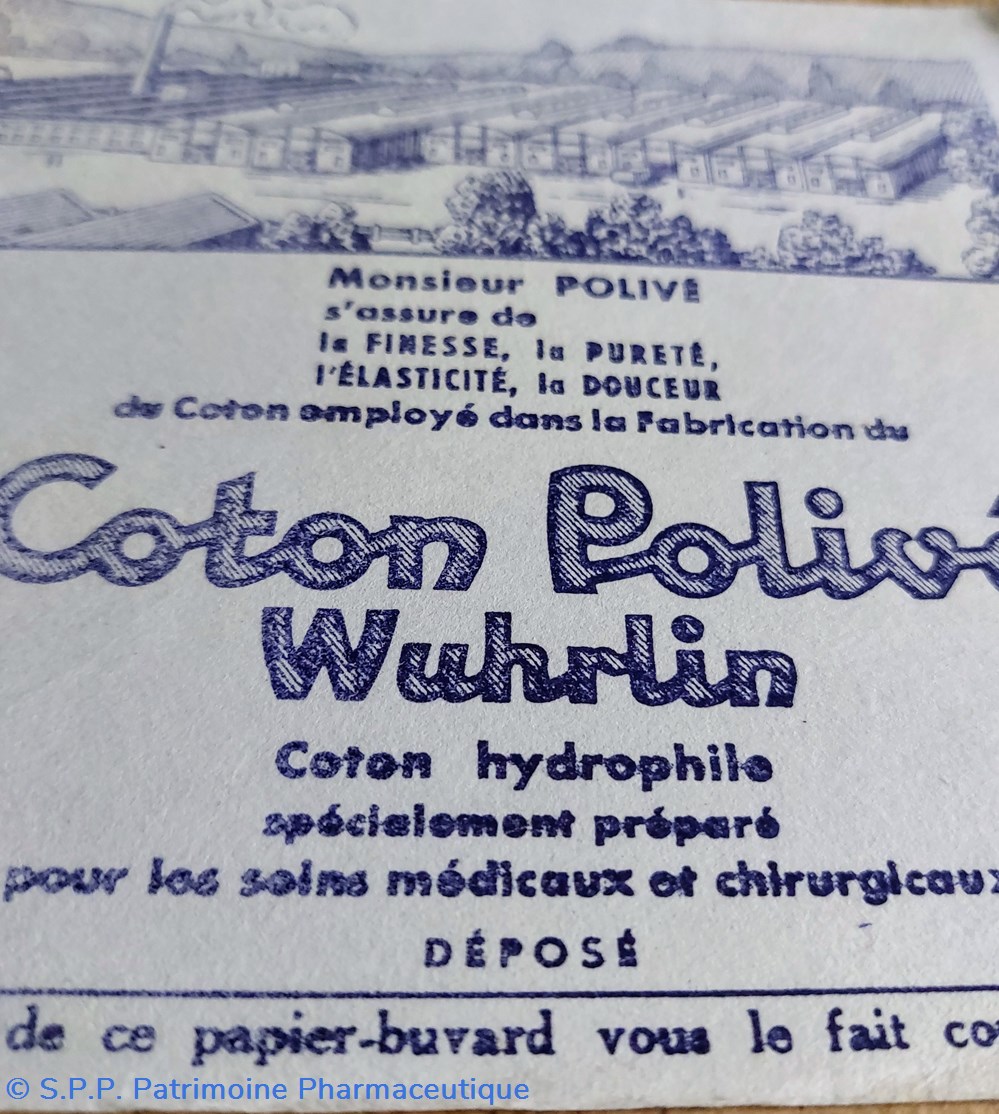 Monsieur POLIVÉ
s'assure de
la FINESSE, la PURETÉ,
l'ÉLASTICITÉ, la DOUCEUR
du Coton employé dans la Fabrication du
Coton Polivé
Wuhrlin
Coton hydrophile
spécialement préparé
pour les soins médicaux et chirurgicaux
DÉPOSÉ
de ce papier-buvard vous le fait co
© S.P.P. Patrimoine Pharmaceutique